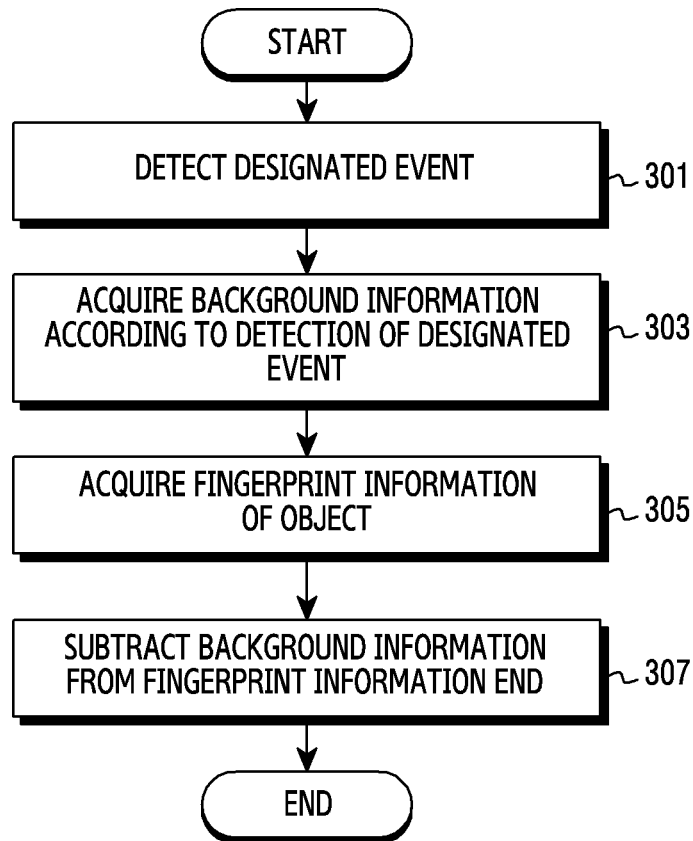 START
DETECT DESIGNATED EVENT
301
ACQUIRE BACKGROUND INFORMATION
ACCORDING TO DETECTION OF DESIGNATED
EVENT
303
ACQUIRE FINGERPRINT INFORMATION
OF OBJECT
305
SUBTRACT BACKGROUND INFORMATION
FROM FINGERPRINT INFORMATION END
307
END